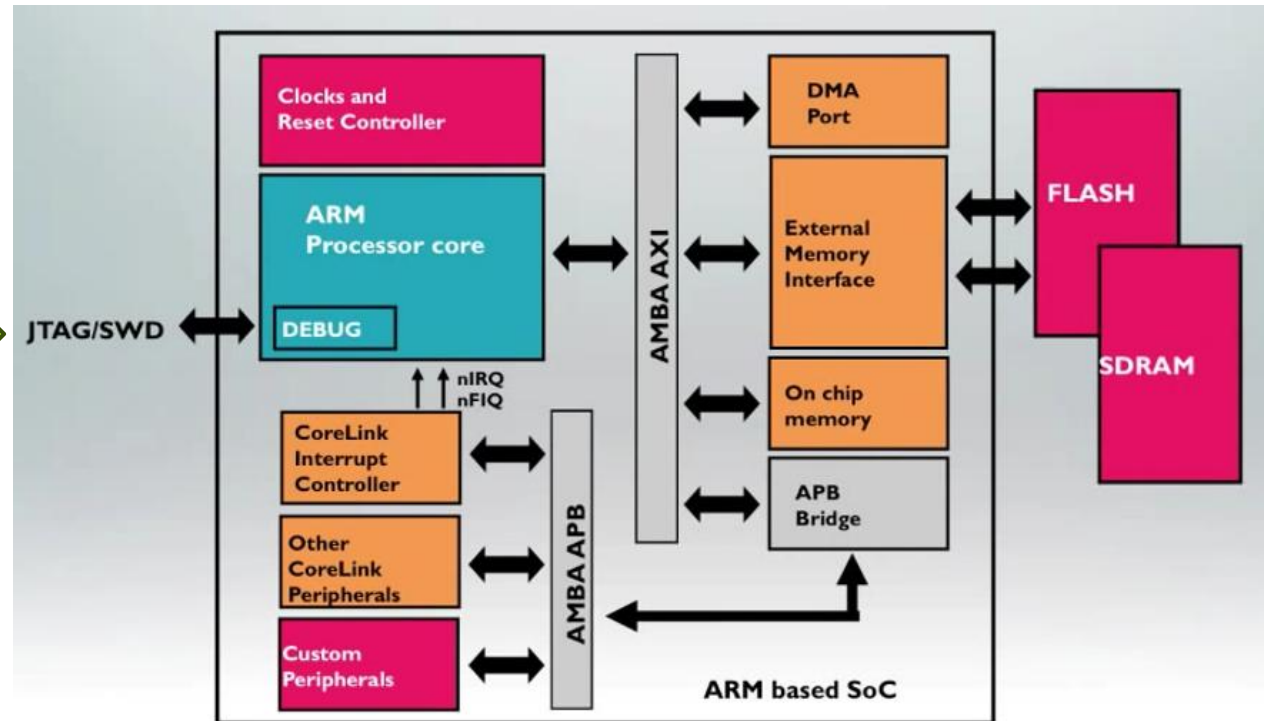 Clocks and
Reset Controller
ARM
Processor core
DEBUG
JTAG/SWD
nIRQ
nFIQ
CoreLink
Interrupt
Controller
Other
CoreLink
Peripherals
Custom
Peripherals
AMBA APB
AMBA AXI
DMA
Port
External
Memory
Interface
On chip
memory
APB
Bridge
FLASH
SDRAM
ARM based SoC